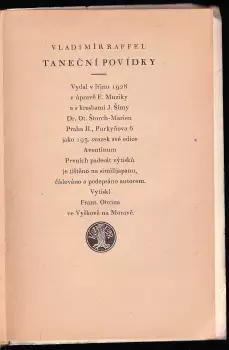 VLADIMÍR RAFFEL
TANEČNÍ POVÍDKY
Vydal v říjnu 1928
v úpravě F. Muziky
a s kresbami J. Šímy
Dr. Ot. Štorch-Marien
Praha II., Purkyňova 6
jako 195. svazek své edice
Aventinum
Prvních padesát výtisků
je tištěno na similijapanu,
číslováno a podepsáno autorem.
Vytiskl
Frant. Obzina
ve Vyškově na Moravě.